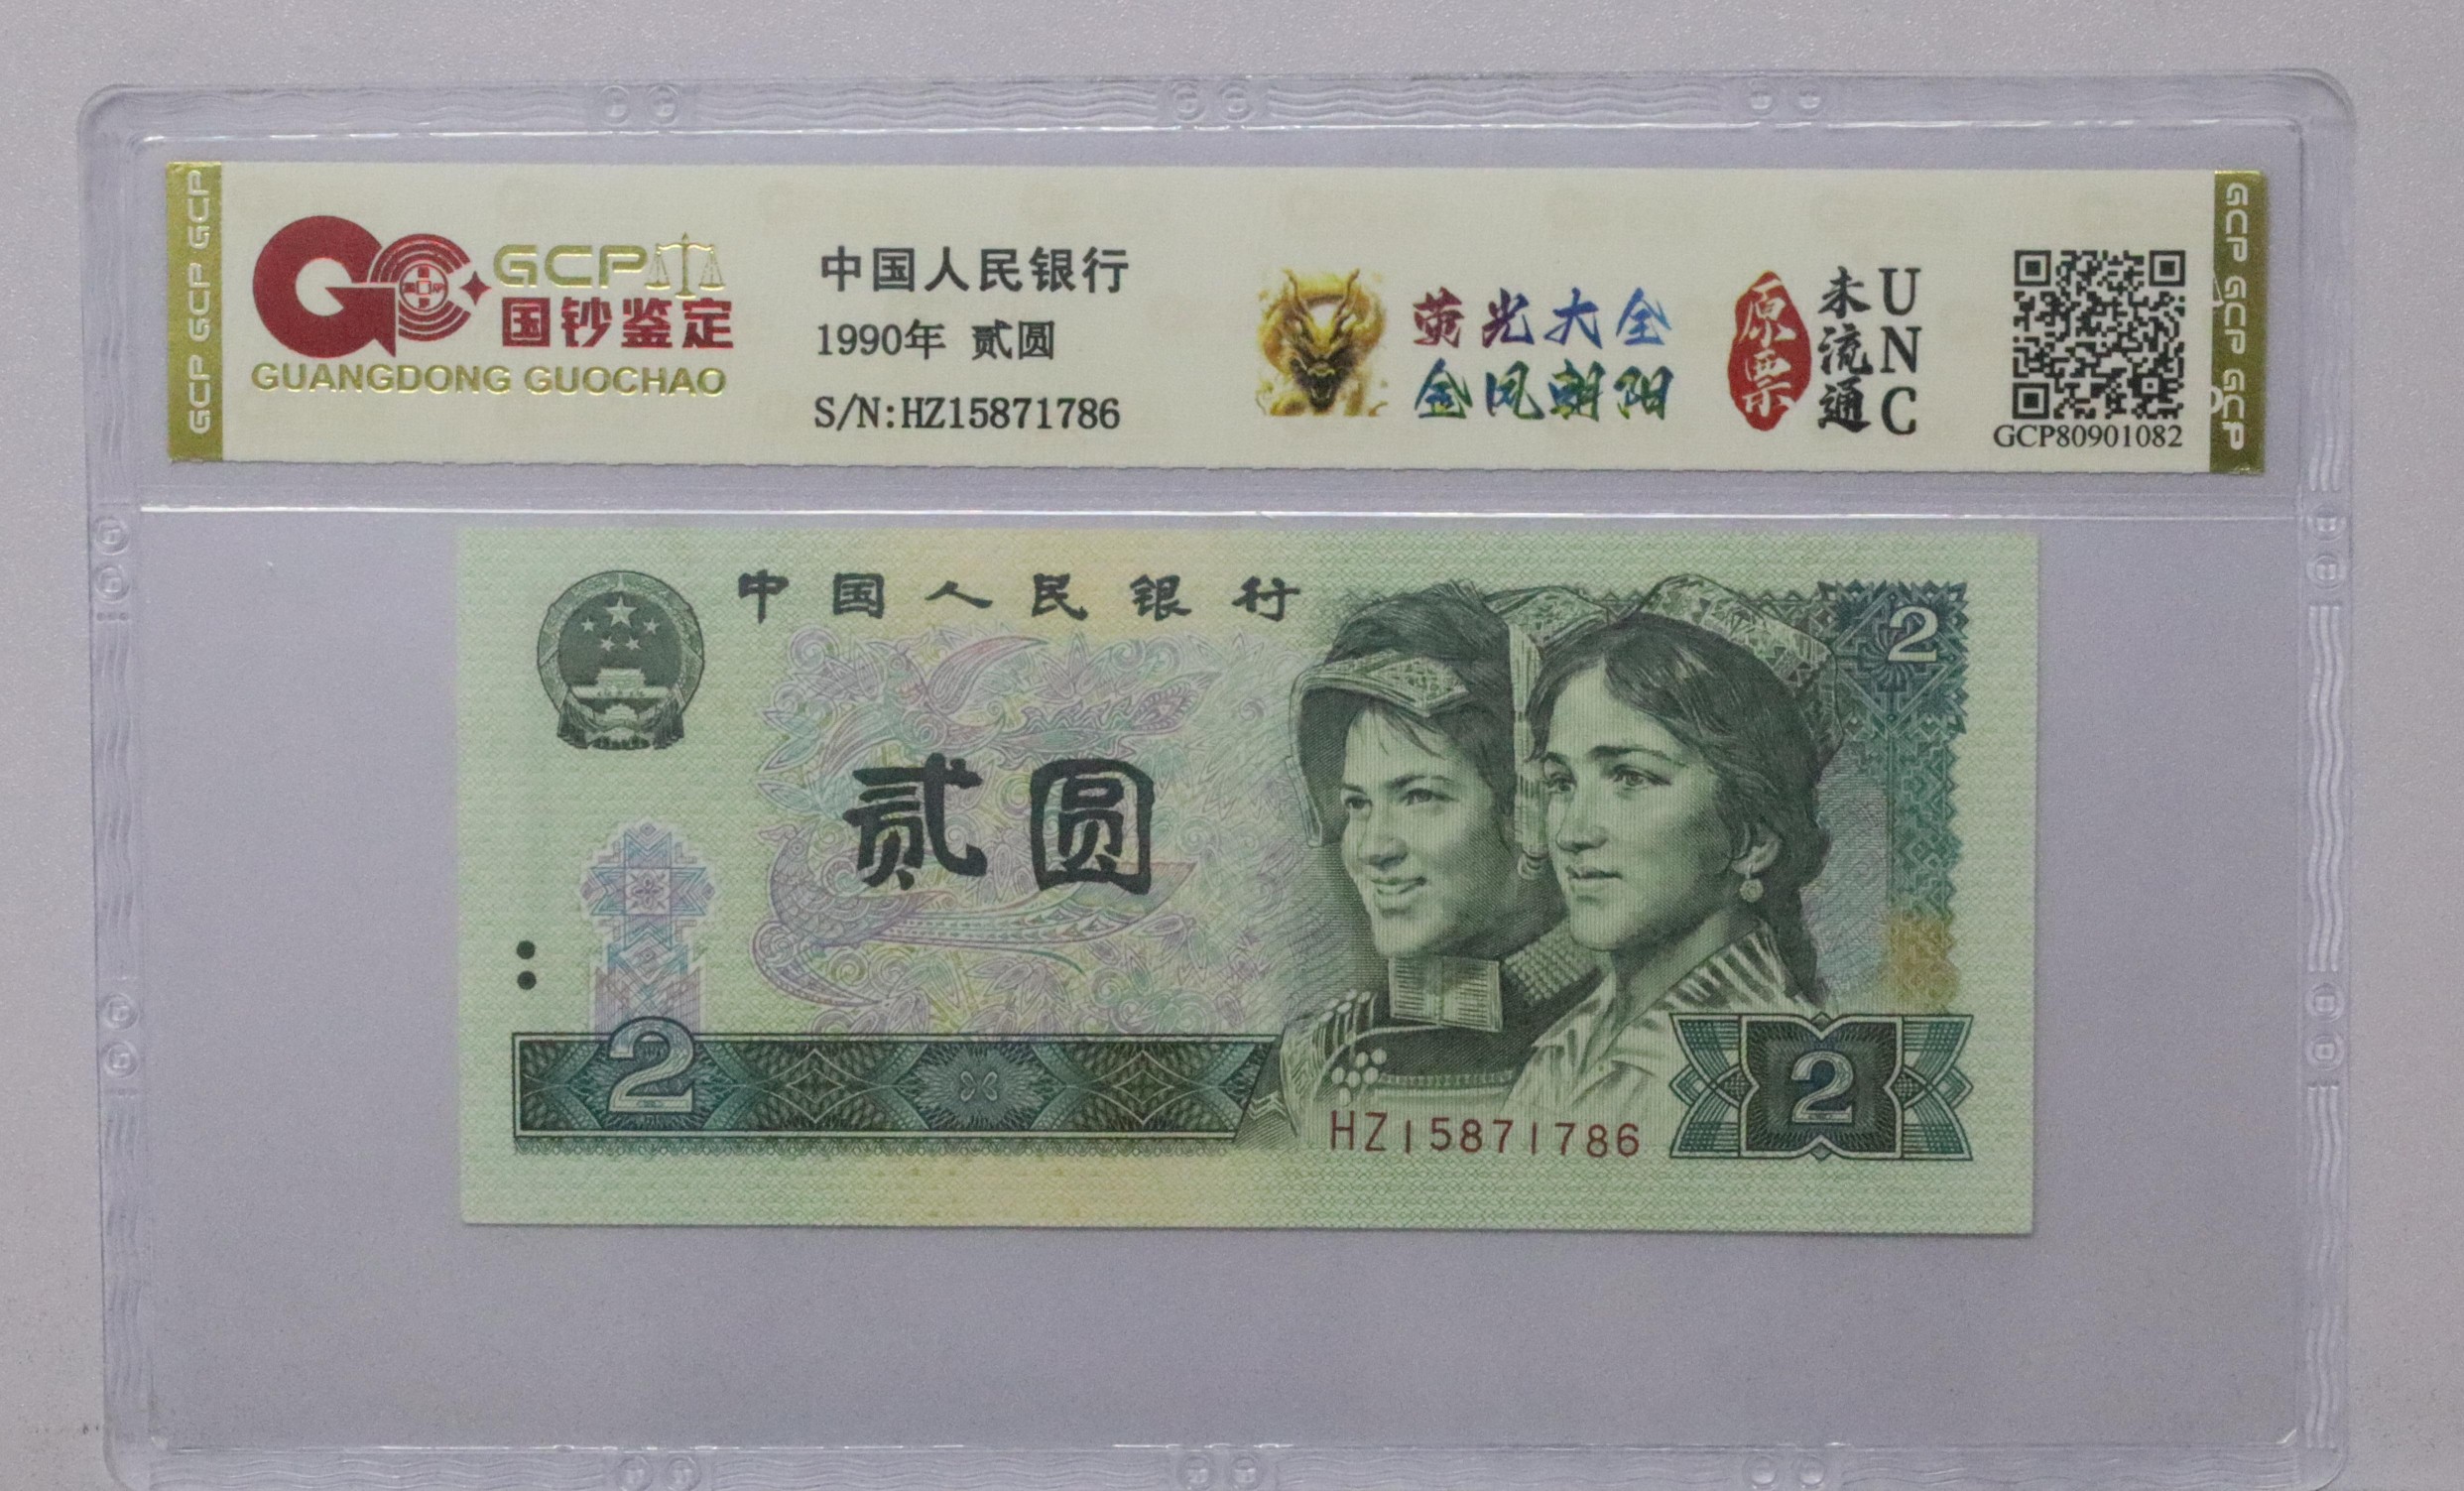 GCP GCP GCP
GCP
国钞鉴定
GUANGDONG GUOCHAO
中国人民银行
1990年 贰圆
S/N:HZ15871786
荧光大全
金凤朝阳
原票
未流通
UNC
GCP80901082
GCP GCP GCP
中国人民银行
2
贰圆
2
2
HZ15871786